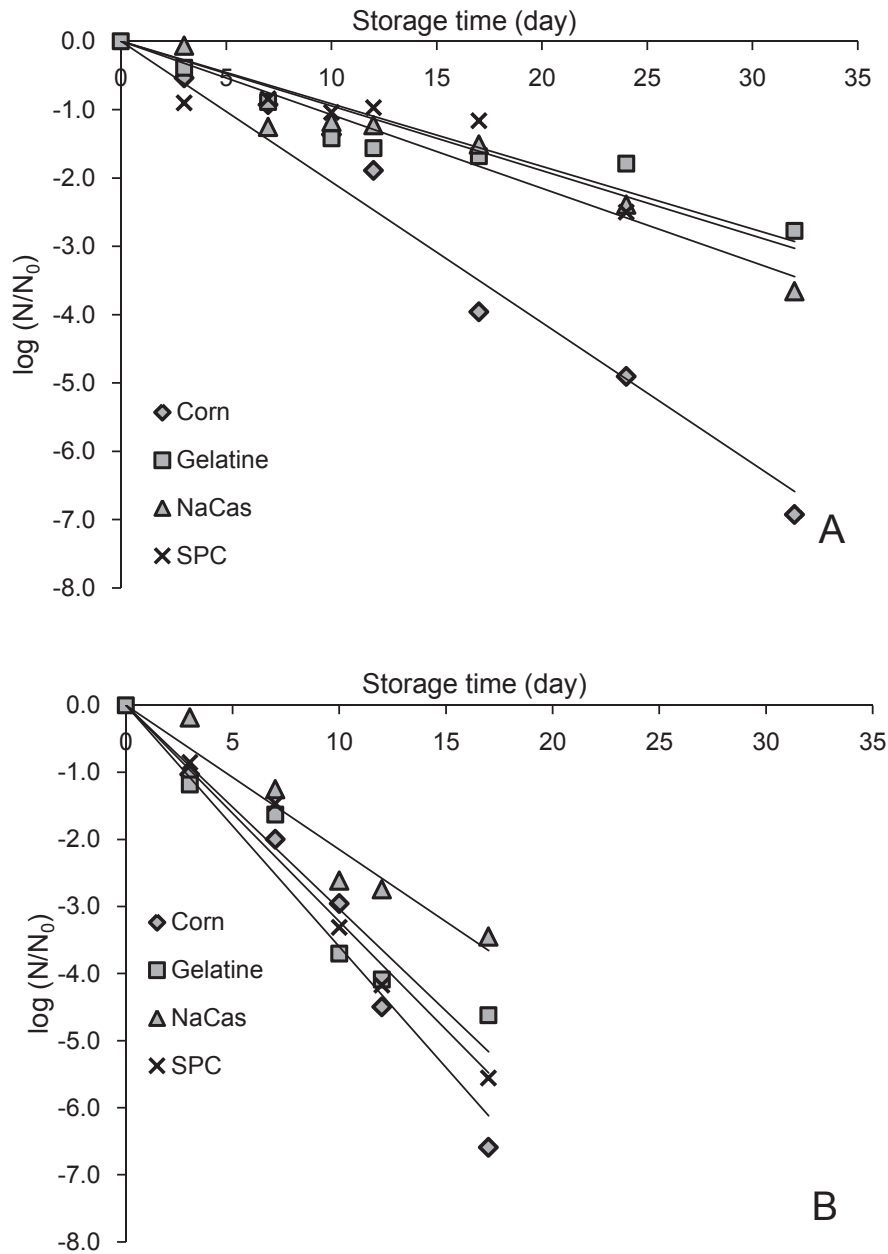 Storage time (day)
0.0
0 5 10 15 20 25 30 35
-1.0
-2.0
-3.0
-4.0
-5.0
-6.0
-7.0
-8.0
log (N/N₀)
Corn
Gelatine
NaCas
SPC
A
Storage time (day)
0.0
0 5 10 15 20 25 30 35
-1.0
-2.0
-3.0
-4.0
-5.0
-6.0
-7.0
-8.0
log (N/N₀)
Corn
Gelatine
NaCas
SPC
B